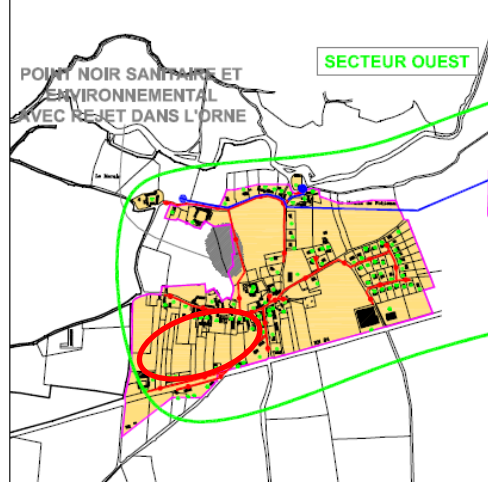 SECTEUR OUEST
POINT NOIR SANITAIRE ET
ENVIRONNEMENTAL
AVEC REJET DANS L'ORNE